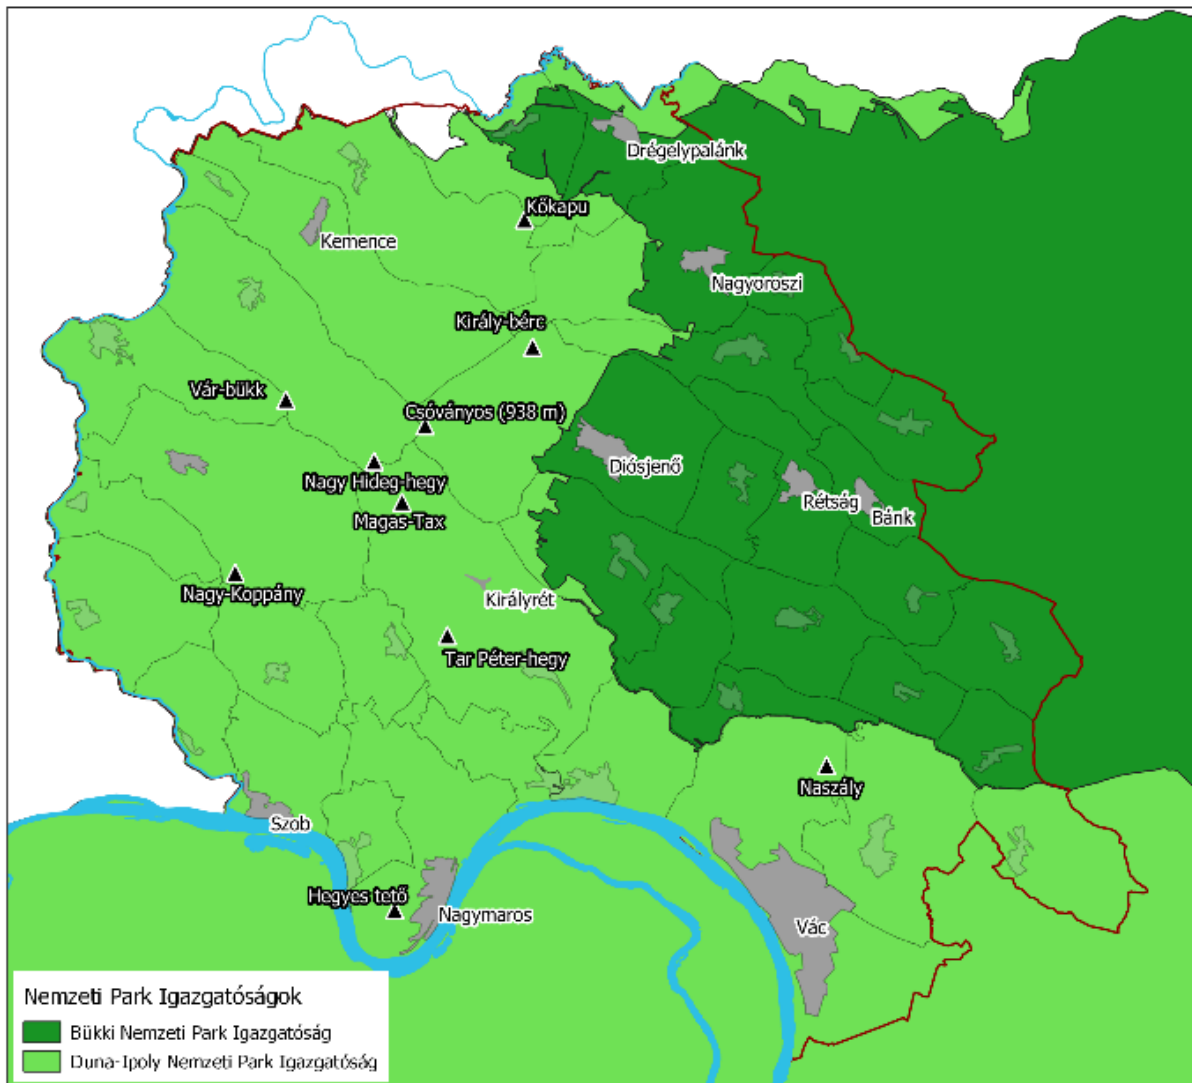 Drégelypalánk
Kőkapu
Kemence
Nagyoroszi
Király-bérc
Vár-bükk
Csóványos (938 m)
Diósjenő
Nagy Hideg-hegy
Rétság
Magas-Tax
Bánk
Nagy-Koppány
Királyrét
Tar Péter-hegy
Naszály
Szob
Hegyes tető
Nagymaros
Vác
Nemzeti Park Igazgatóságok
Bükki Nemzeti Park Igazgatóság
Duna-Ipoly Nemzeti Park Igazgatóság